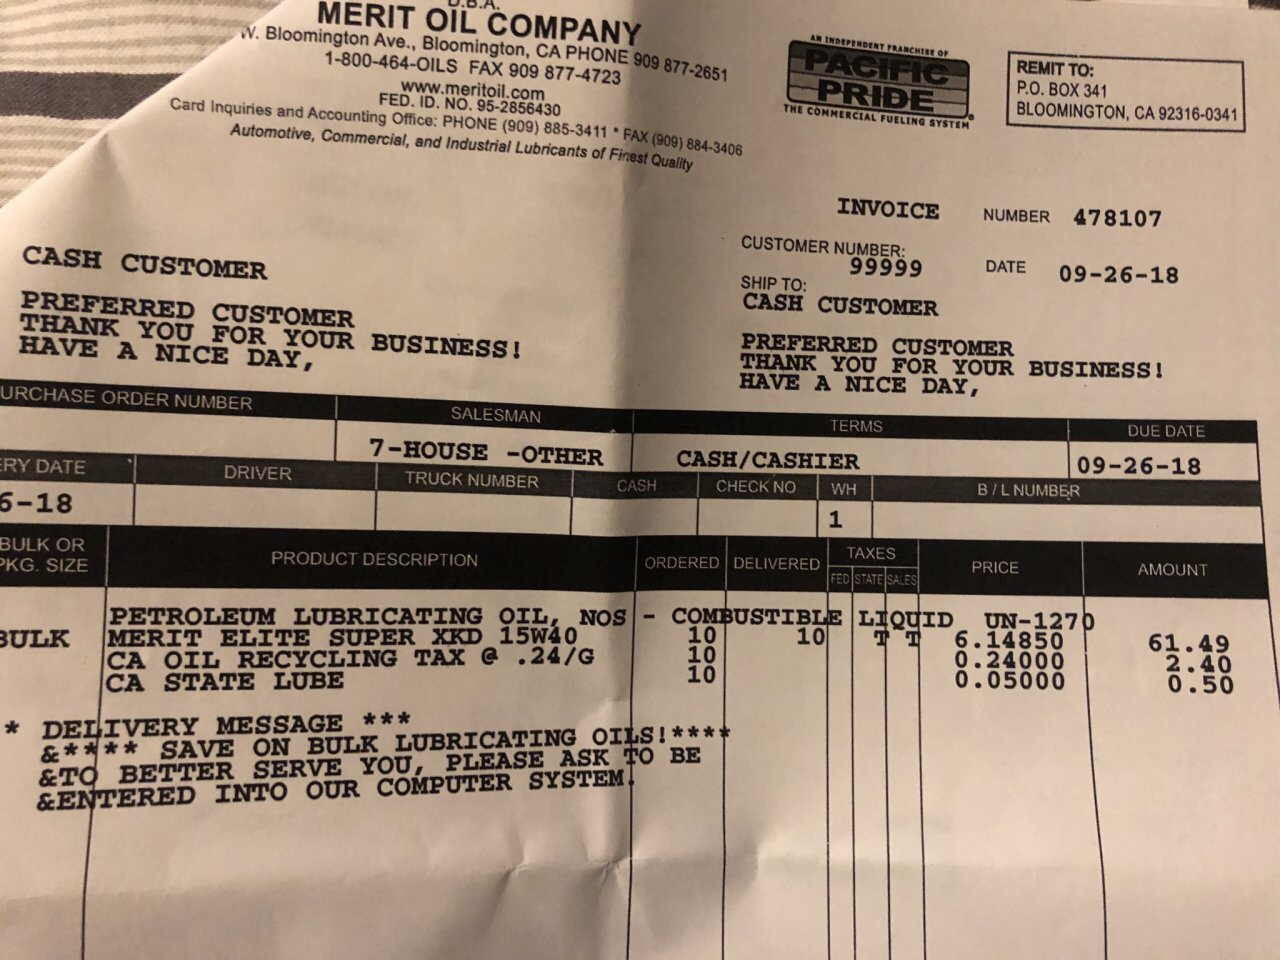 D.B.A.
MERIT OIL COMPANY
W. Bloomington Ave., Bloomington, CA PHONE 909 877-2651
1-800-464-OILS FAX 909 877-4723
www.meritoil.com
FED. ID. NO. 95-2856430
Card Inquiries and Accounting Office: PHONE (909) 885-3411 * FAX (909) 884-3406
Automotive, Commercial, and Industrial Lubricants of Finest Quality
AN INDEPENDENT FRANCHISE OF
PACIFIC
PRIDE
THE COMMERCIAL FUELING SYSTEM
REMIT TO:
P.O. BOX 341
BLOOMINGTON, CA 92316-0341
INVOICE NUMBER 478107
CUSTOMER NUMBER:
99999 DATE 09-26-18
SHIP TO:
CASH CUSTOMER
PREFERRED CUSTOMER
THANK YOU FOR YOUR BUSINESS!
HAVE A NICE DAY,
CASH CUSTOMER
PREFERRED CUSTOMER
THANK YOU FOR YOUR BUSINESS!
HAVE A NICE DAY,
URCHASE ORDER NUMBER SALESMAN TERMS DUE DATE
7-HOUSE -OTHER CASH/CASHIER 09-26-18
ERY DATE DRIVER TRUCK NUMBER CASH CHECK NO WH B / L NUMBER
6-18 1
BULK OR PKG. SIZE PRODUCT DESCRIPTION ORDERED DELIVERED TAXES FED STATE SALES PRICE AMOUNT
PETROLEUM LUBRICATING OIL, NOS - COMBUSTIBLE LIQUID UN-1270
BULK MERIT ELITE SUPER XKD 15W40 10 10 T T 6.14850 61.49
CA OIL RECYCLING TAX @ .24/G 10 0.24000 2.40
CA STATE LUBE 10 0.05000 0.50
* DELIVERY MESSAGE ***
&**** SAVE ON BULK LUBRICATING OILS!****
&TO BETTER SERVE YOU, PLEASE ASK TO BE
&ENTERED INTO OUR COMPUTER SYSTEM.